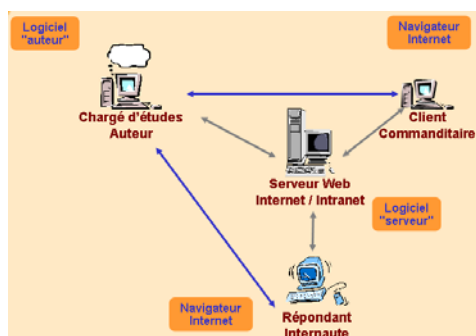 Logiciel
"auteur"
Navigateur
Internet
Chargé d'études
Auteur
Client
Commanditaire
Serveur Web
Internet / Intranet
Logiciel
"serveur"
Navigateur
Internet
Répondant
Internaute